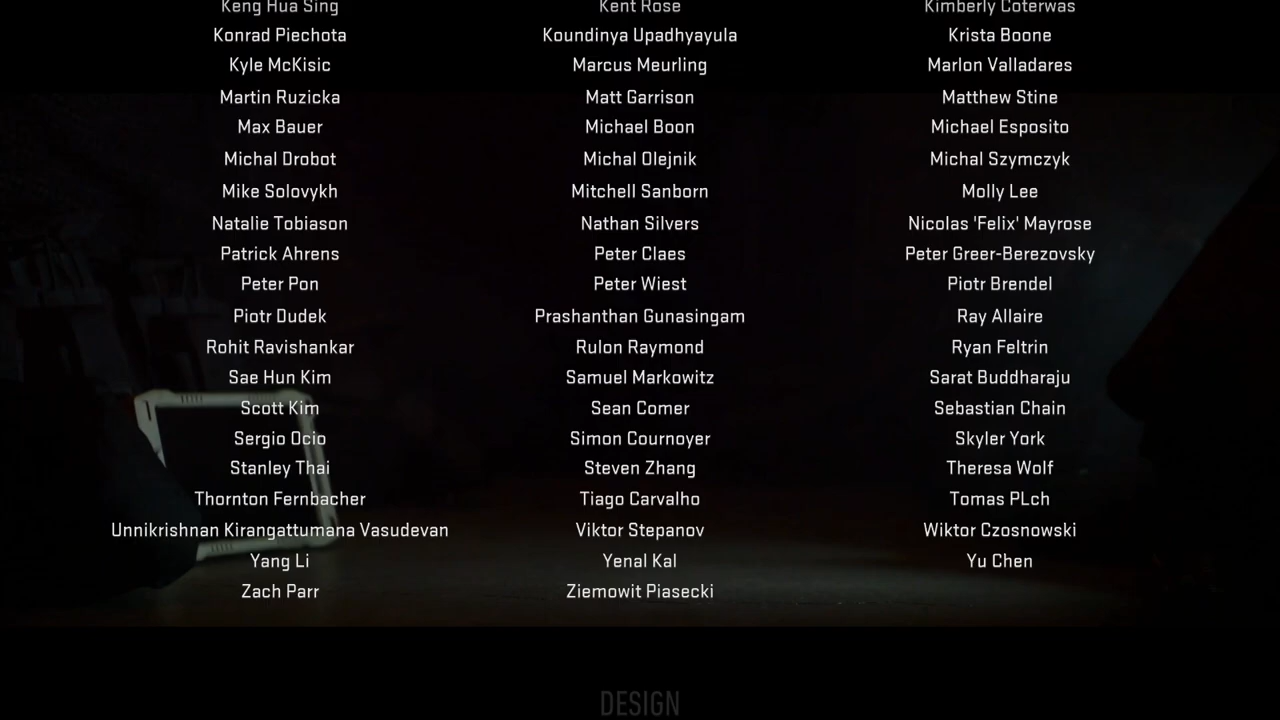 Keng Hua Sing Kent Rose Kimberly Coterwas
Konrad Piechota Koundinya Upadhyayula Krista Boone
Kyle McKisic Marcus Meurling Marlon Valladares
Martin Ruzicka Matt Garrison Matthew Stine
Max Bauer Michael Boon Michael Esposito
Michal Drobot Michal Olejnik Michal Szymczyk
Mike Solovykh Mitchell Sanborn Molly Lee
Natalie Tobiason Nathan Silvers Nicolas 'Felix' Mayrose
Patrick Ahrens Peter Claes Peter Greer-Berezovsky
Peter Pon Peter Wiest Piotr Brendel
Piotr Dudek Prashanthan Gunasingam Ray Allaire
Rohit Ravishankar Rulon Raymond Ryan Feltrin
Sae Hun Kim Samuel Markowitz Sarat Buddharaju
Scott Kim Sean Comer Sebastian Chain
Sergio Ocio Simon Cournoyer Skyler York
Stanley Thai Steven Zhang Theresa Wolf
Thornton Fernbacher Tiago Carvalho Tomas PLch
Unnikrishnan Kirangattumana Vasudevan Viktor Stepanov Wiktor Czosnowski
Yang Li Yenal Kal Yu Chen
Zach Parr Ziemowit Piasecki
DESIGN